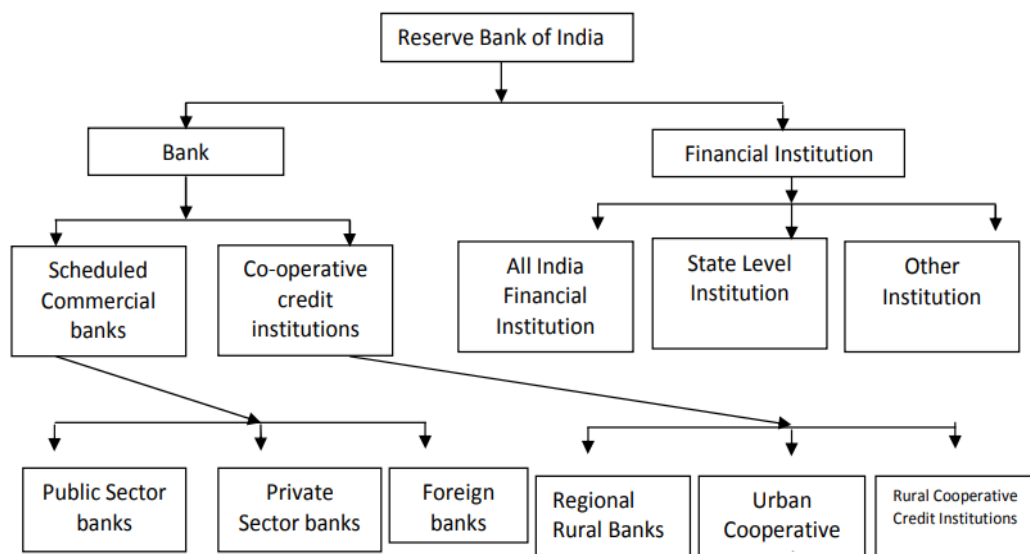 Reserve Bank of India
Bank
Financial Institution
Scheduled
Commercial
banks
Co-operative
credit
institutions
All India
Financial
Institution
State Level
Institution
Other
Institution
Public Sector
banks
Private
Sector banks
Foreign
banks
Regional
Rural Banks
Urban
Cooperative
Rural Cooperative
Credit Institutions